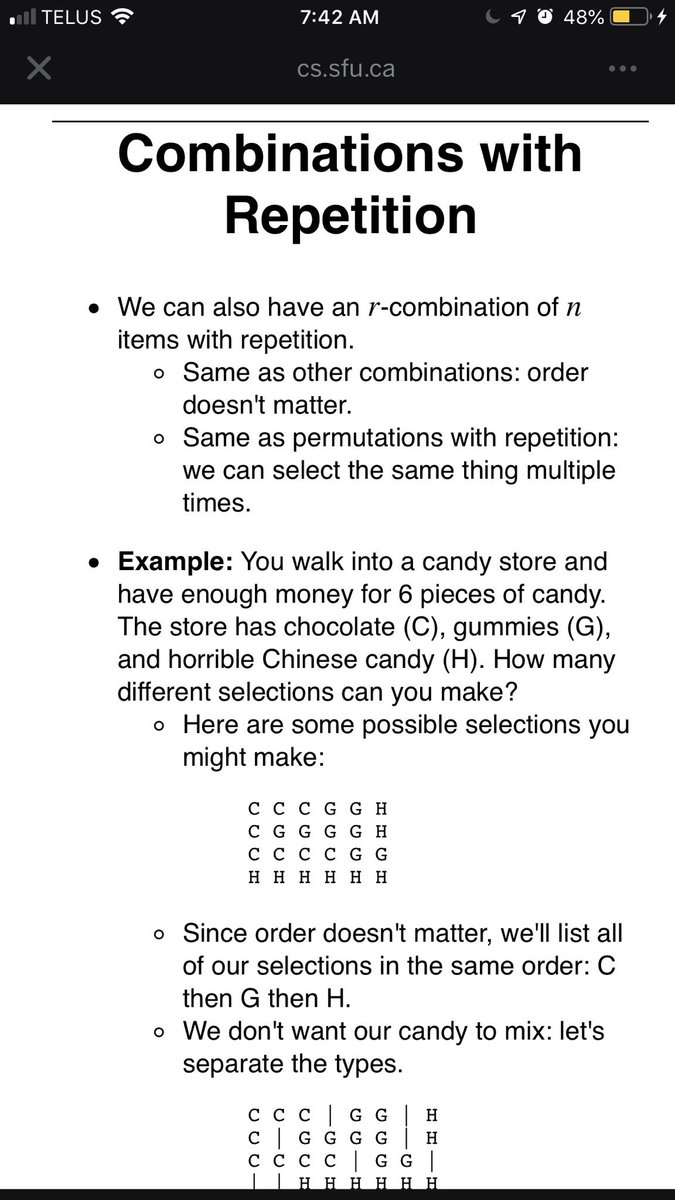 TELUS 7:42 AM 48%
cs.sfu.ca
Combinations with
Repetition
• We can also have an r-combination of n
items with repetition.
◦ Same as other combinations: order
doesn't matter.
◦ Same as permutations with repetition:
we can select the same thing multiple
times.
• Example: You walk into a candy store and
have enough money for 6 pieces of candy.
The store has chocolate (C), gummies (G),
and horrible Chinese candy (H). How many
different selections can you make?
◦ Here are some possible selections you
might make:
C C C G G H
C G G G G H
C C C C G G
H H H H H H
◦ Since order doesn't matter, we'll list all
of our selections in the same order: C
then G then H.
◦ We don't want our candy to mix: let's
separate the types.
C C C | G G | H
C | G G G G | H
C C C C | G G |
| | H H H H H H